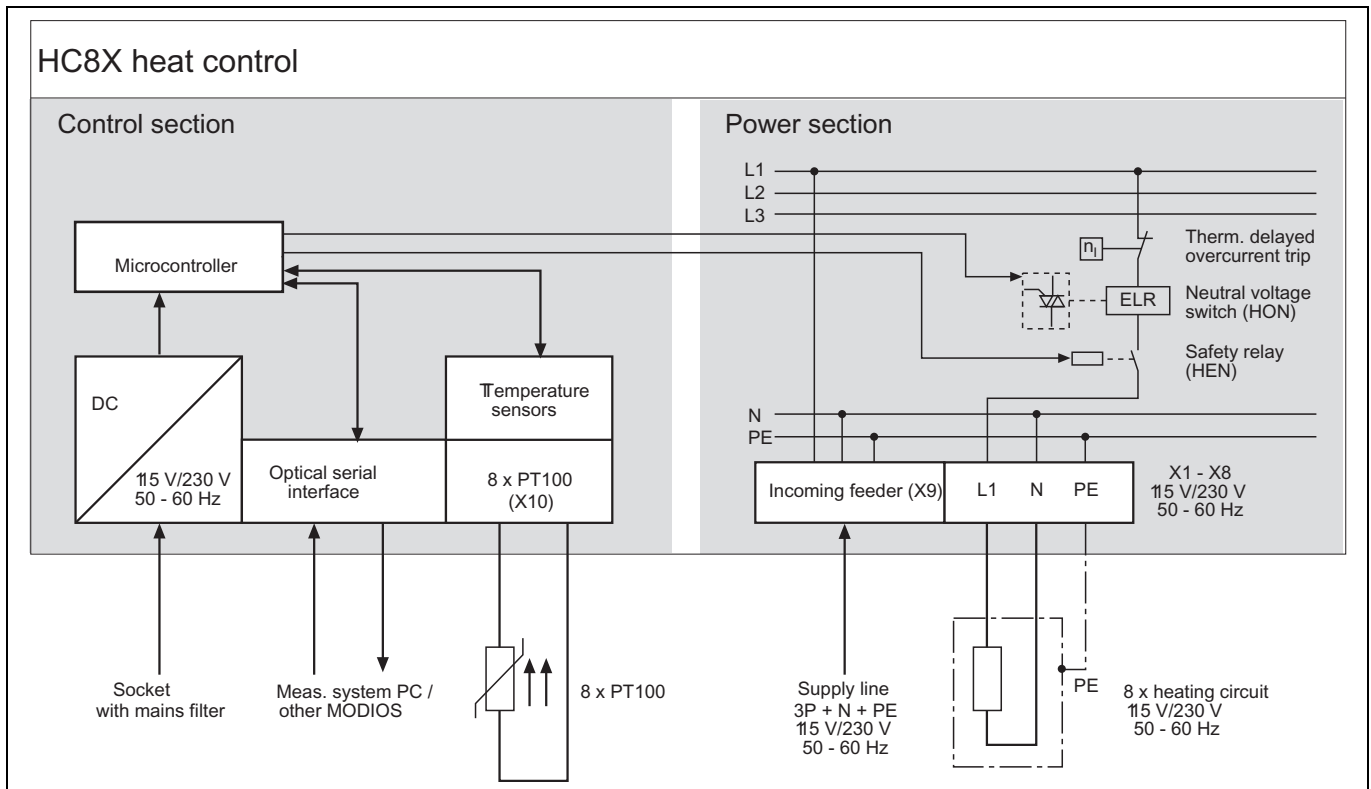 HC8X heat control
Control section
Power section
L1
L2
L3
Microcontroller
nI
Therm. delayed
overcurrent trip
ELR
Neutral voltage
switch (HON)
Safety relay
(HEN)
DC
115 V/230 V
50 - 60 Hz
Temperature
sensors
Optical serial
interface
8 x PT100
(X10)
N
PE
Incoming feeder (X9)
L1
N
PE
X1 - X8
115 V/230 V
50 - 60 Hz
Socket
with mains filter
Meas. system PC /
other MODIOS
8 x PT100
Supply line
3P + N + PE
115 V/230 V
50 - 60 Hz
PE
8 x heating circuit
115 V/230 V
50 - 60 Hz